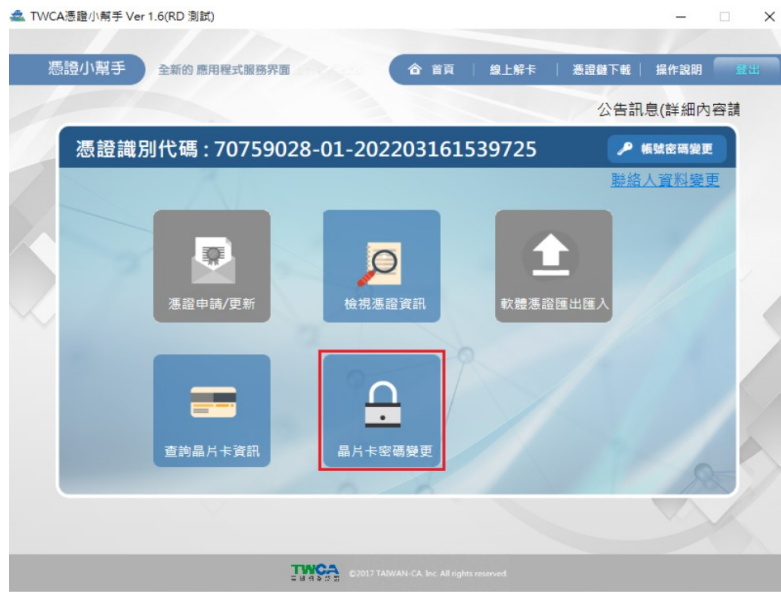 TWCA憑證小幫手 Ver 1.6(RD 測試)
憑證小幫手
全新的 應用程式服務界面
首頁 | 線上解卡 | 憑證鏈下載 | 操作說明
登出
公告訊息(詳細內容請
憑證識別代碼 : 70759028-01-202203161539725
帳號密碼變更
聯絡人資料變更
憑證申請/更新
檢視憑證資訊
軟體憑證匯出匯入
查詢晶片卡資訊
晶片卡密碼變更
TWCA
©2017 TAIWAN-CA Inc. All rights reserved.